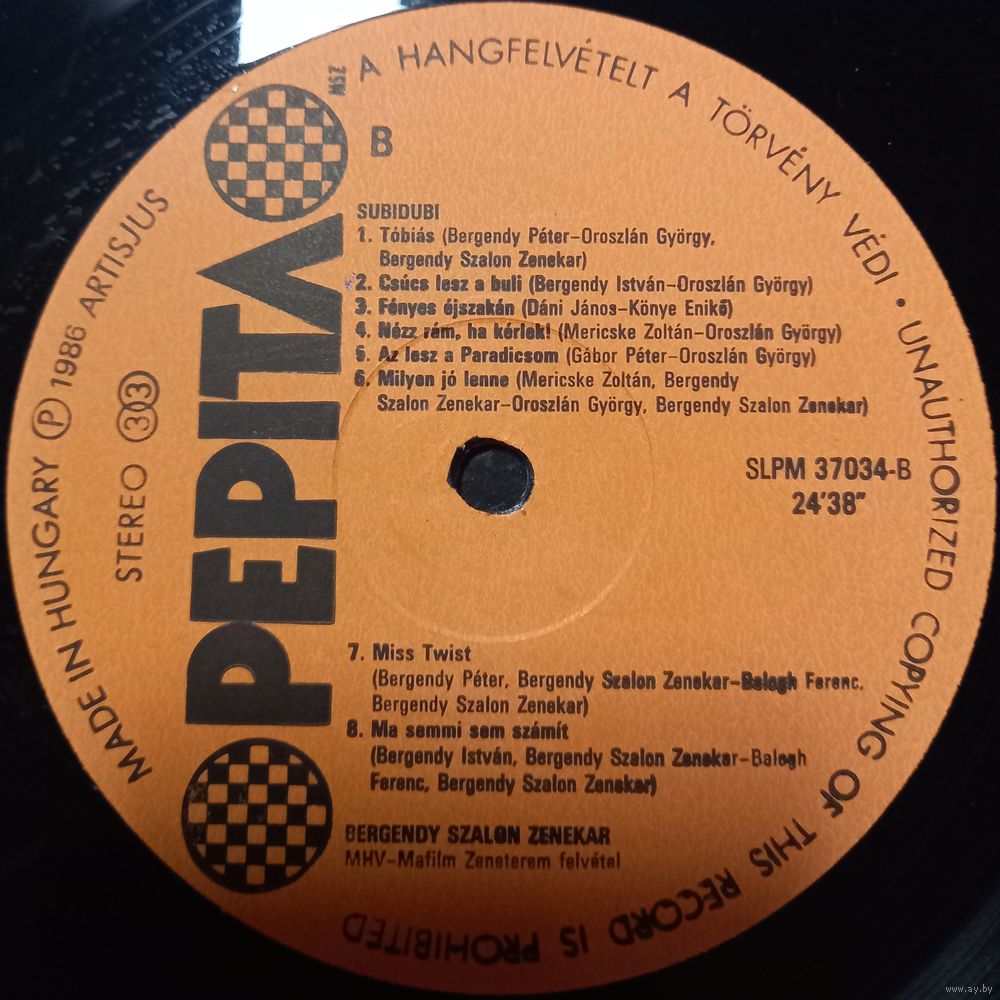 A HANGFELVÉTELT A TÖRVÉNY VÉDI • UNAUTHORIZED COPYING OF THIS RECORD IS PROHIBITED
MADE IN HUNGARY Ⓟ 1986 ARTISJUS
STEREO 33
PEPITA
MSZ
B
SUBIDUBI
1. Tóbiás (Bergendy Péter-Oroszlán György,
Bergendy Szalon Zenekar)
2. Csúcs lesz a buli (Bergendy István-Oroszlán György)
3. Fényes éjszakán (Dáni János-Könye Enikő)
4. Nézz rám, ha kérlek! (Mericske Zoltán-Oroszlán György)
5. Az lesz a Paradicsom (Gábor Péter-Oroszlán György)
6. Milyen jó lenne (Mericske Zoltán, Bergendy
Szalon Zenekar-Oroszlán György, Bergendy Szalon Zenekar)
SLPM 37034-B
24'38"
7. Miss Twist
(Bergendy Péter, Bergendy Szalon Zenekar-Balogh Ferenc,
Bergendy Szalon Zenekar)
8. Ma semmi sem számít
(Bergendy István, Bergendy Szalon Zenekar-Balogh
Ferenc, Bergendy Szalon Zenekar)
BERGENDY SZALON ZENEKAR
MHV-Mafilm Zeneterem felvétel
www.ay.by